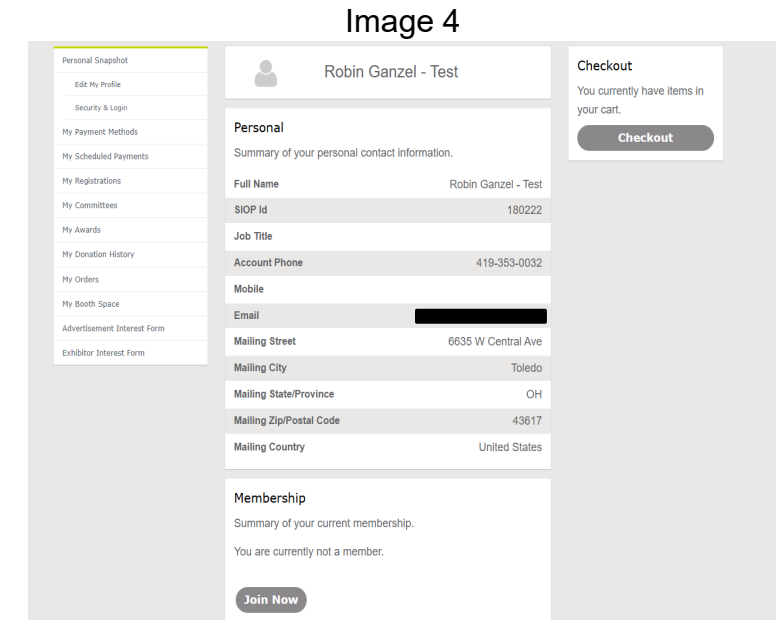 Image 4
Personal Snapshot
Edit My Profile
Security & Login
My Payment Methods
My Scheduled Payments
My Registrations
My Committees
My Awards
My Donation History
My Orders
My Booth Space
Advertisement Interest Form
Exhibitor Interest Form
Robin Ganzel - Test
Personal
Summary of your personal contact information.
Full Name Robin Ganzel - Test
SIOP Id 180222
Job Title
Account Phone 419-353-0032
Mobile
Email
Mailing Street 6635 W Central Ave
Mailing City Toledo
Mailing State/Province OH
Mailing Zip/Postal Code 43617
Mailing Country United States
Membership
Summary of your current membership.
You are currently not a member.
Join Now
Checkout
You currently have items in
your cart.
Checkout